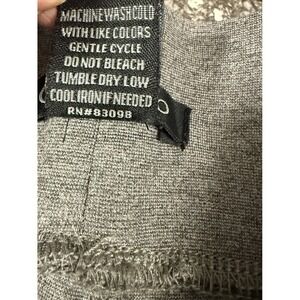 MACHINE WASH COLD
WITH LIKE COLORS
GENTLE CYCLE
DO NOT BLEACH
TUMBLE DRY LOW
COOL IRON IF NEEDED
RN#83098